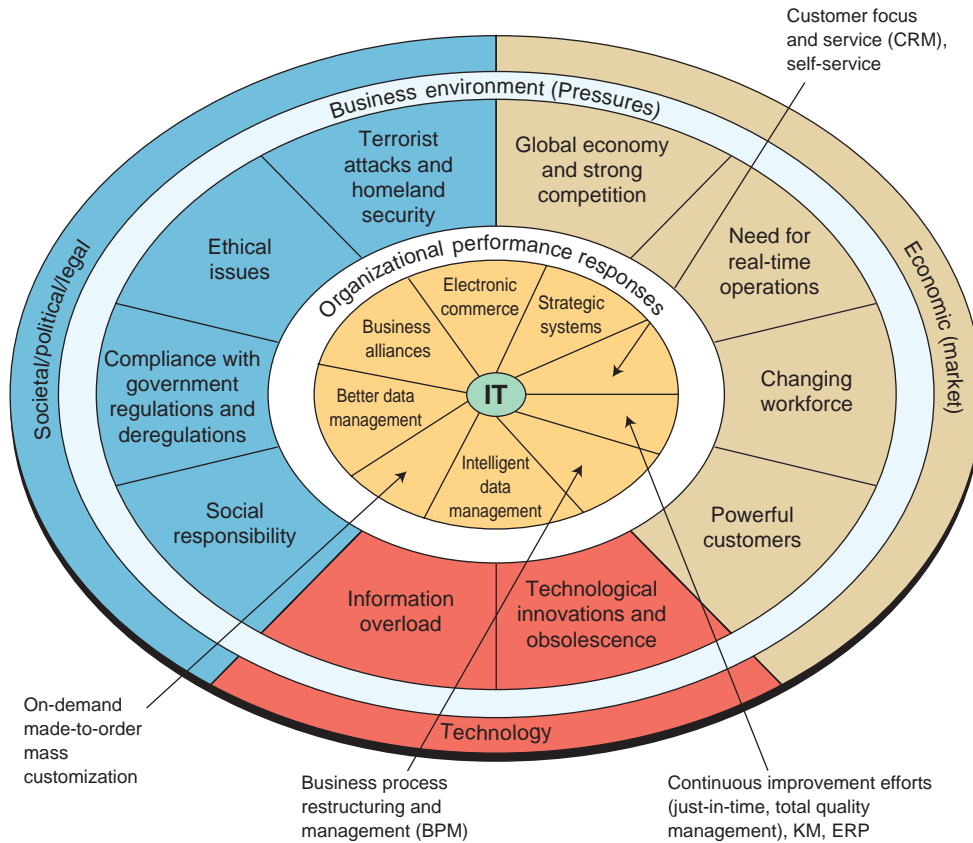 Customer focus
and service (CRM),
self-service
Business environment (Pressures)
Terrorist
attacks and
homeland
security
Global economy
and strong
competition
Ethical
issues
Need for
real-time
operations
Societal/political/legal
Economic (market)
Organizational performance responses
Electronic
commerce
Strategic
systems
Business
alliances
Compliance with
government
regulations and
deregulations
Better data
management
IT
Changing
workforce
Intelligent
data
management
Social
responsibility
Powerful
customers
Information
overload
Technological
innovations and
obsolescence
Technology
On-demand
made-to-order
mass
customization
Business process
restructuring and
management (BPM)
Continuous improvement efforts
(just-in-time, total quality
management), KM, ERP